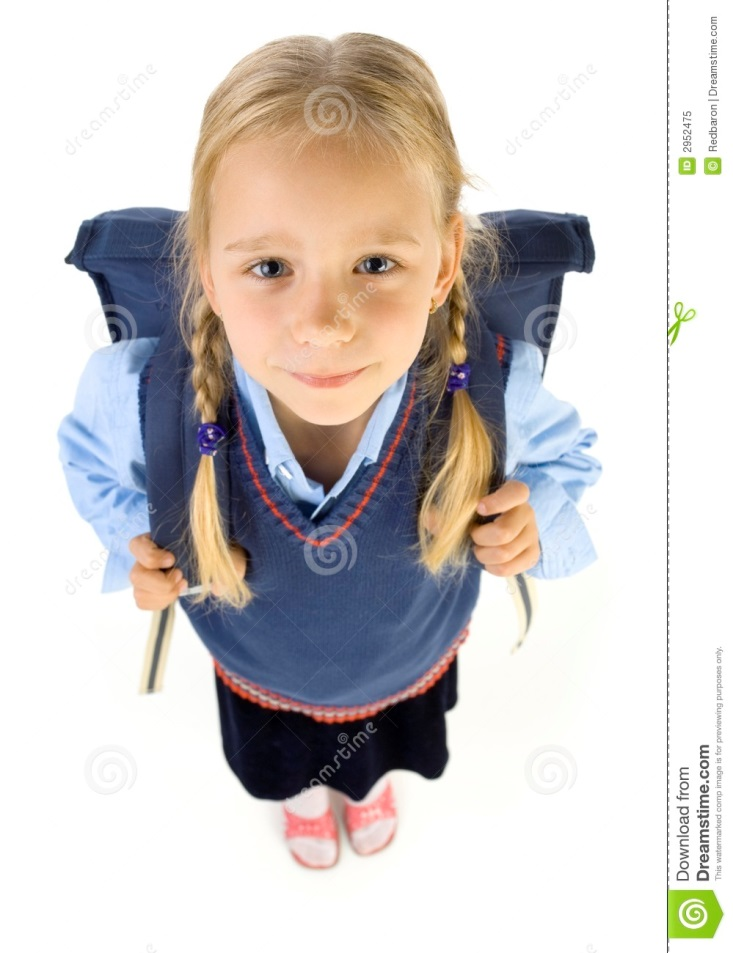 dreamstime
dreamstime
dreamstime
dreamstime
dreamstime
ID 2952475
© Redbaron | Dreamstime.com
Download from
Dreamstime.com
This watermarked comp image is for previewing purposes only.